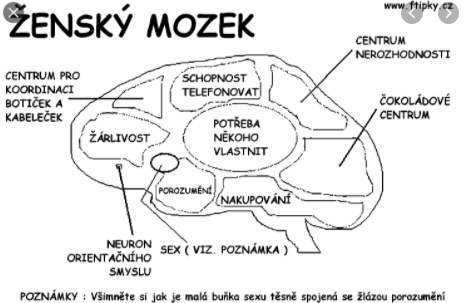 www.ftipky.cz
ŽENSKÝ MOZEK
CENTRUM
NEROZHODNOSTI
CENTRUM PRO
KOORDINACI
BOTIČEK A
KABELEČEK
SCHOPNOST
TELEFONOVAT
ČOKOLÁDOVÉ
CENTRUM
ŽÁRLIVOST
POTŘEBA
NĚKOHO
VLASTNIT
POROZUMĚNÍ
NAKUPOVÁNÍ
NEURON
ORIENTAČNÍHO
SMYSLU
SEX ( VIZ. POZNÁMKA )
POZNÁMKY : Všimněte si jak je malá buňka sexu těsně spojená se žlázou porozumění